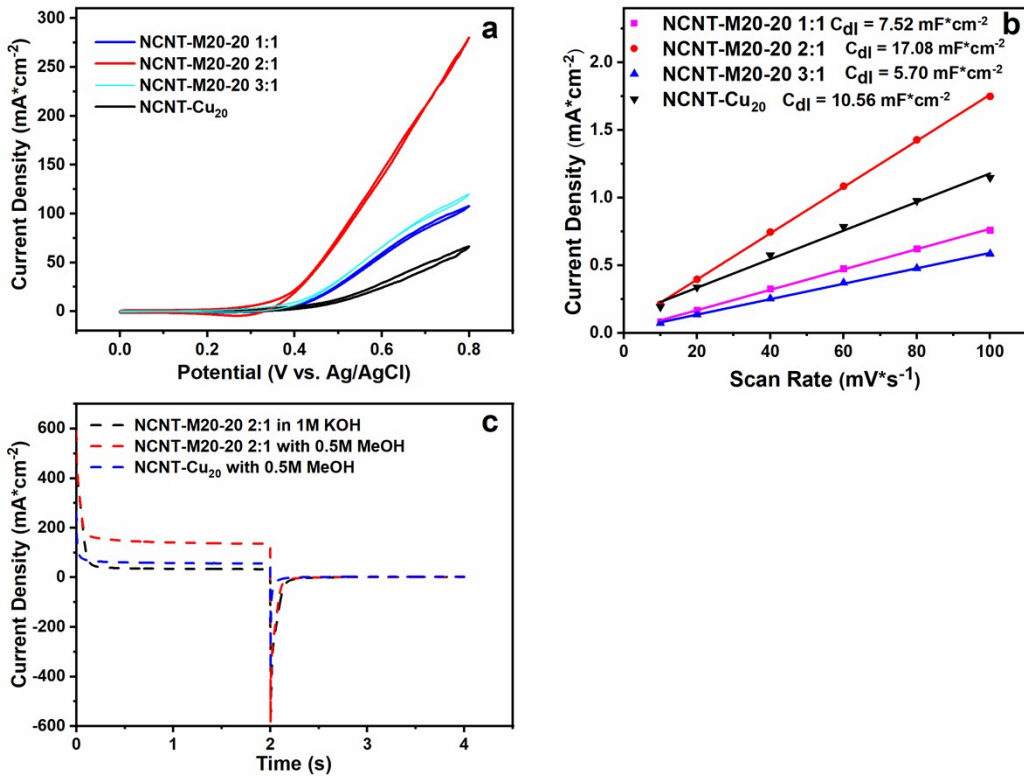 a
NCNT-M20-20 1:1
NCNT-M20-20 2:1
NCNT-M20-20 3:1
NCNT-Cu₂₀
Current Density (mA*cm⁻²)
300
250
200
150
100
50
0
0.0 0.2 0.4 0.6 0.8
Potential (V vs. Ag/AgCl)
b
NCNT-M20-20 1:1 Cdl = 7.52 mF*cm⁻²
NCNT-M20-20 2:1 Cdl = 17.08 mF*cm⁻²
NCNT-M20-20 3:1 Cdl = 5.70 mF*cm⁻²
NCNT-Cu₂₀ Cdl = 10.56 mF*cm⁻²
Current Density (mA*cm⁻²)
2.0
1.5
1.0
0.5
0.0
0 20 40 60 80 100
Scan Rate (mV*s⁻¹)
c
NCNT-M20-20 2:1 in 1M KOH
NCNT-M20-20 2:1 with 0.5M MeOH
NCNT-Cu₂₀ with 0.5M MeOH
Current Density (mA*cm⁻²)
600
400
200
0
-200
-400
-600
0 1 2 3 4
Time (s)